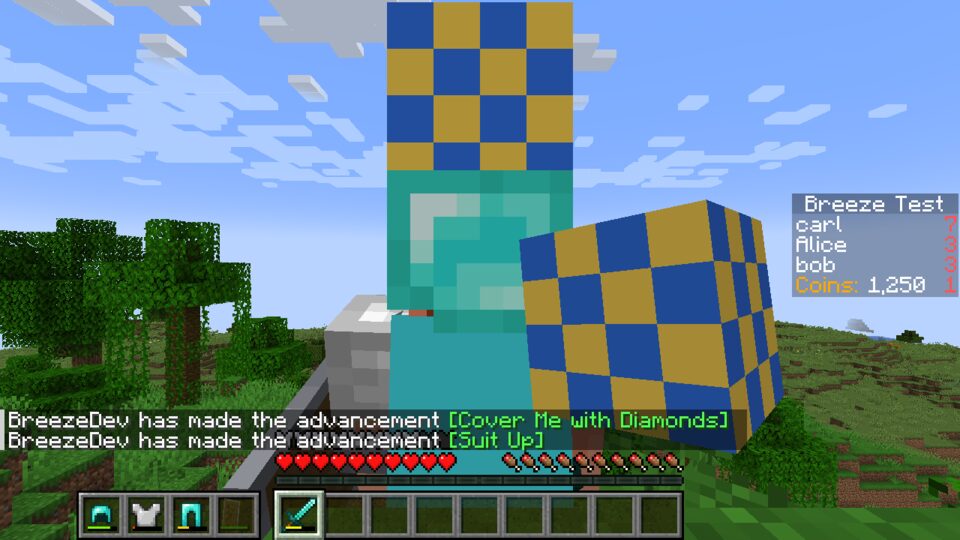 Breeze Test
carl 7
Alice 3
bob 3
Coins: 1,250 1
BreezeDev has made the advancement [Cover Me with Diamonds]
BreezeDev has made the advancement [Suit Up]